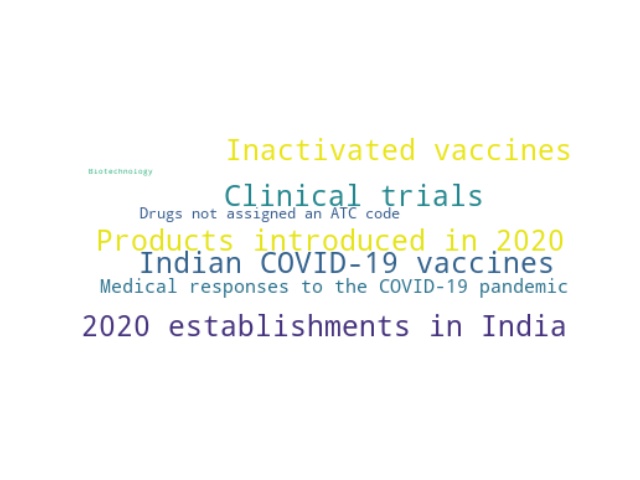 Inactivated vaccines
Biotechnology
Clinical trials
Drugs not assigned an ATC code
Products introduced in 2020
Indian COVID-19 vaccines
Medical responses to the COVID-19 pandemic
2020 establishments in India